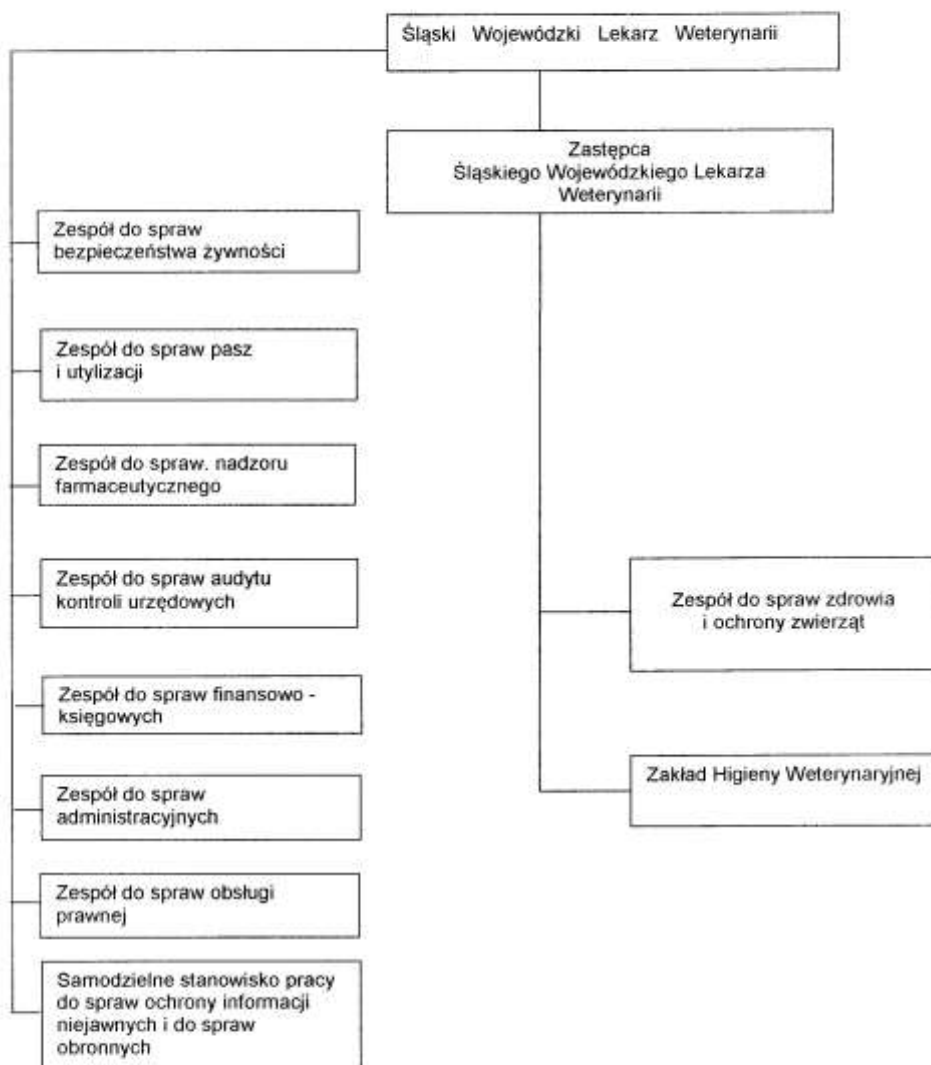 Śląski Wojewódzki Lekarz Weterynarii
Zastępca
Śląskiego Wojewódzkiego Lekarza
Weterynarii
Zespół do spraw
bezpieczeństwa żywności
Zespół do spraw pasz
i utylizacji
Zespół do spraw. nadzoru
farmaceutycznego
Zespół do spraw audytu
kontroli urzędowych
Zespół do spraw finansowo -
księgowych
Zespół do spraw
administracyjnych
Zespół do spraw obsługi
prawnej
Samodzielne stanowisko pracy
do spraw ochrony informacji
niejawnych i do spraw
obronnych
Zespół do spraw zdrowia
i ochrony zwierząt
Zakład Higieny Weterynaryjnej